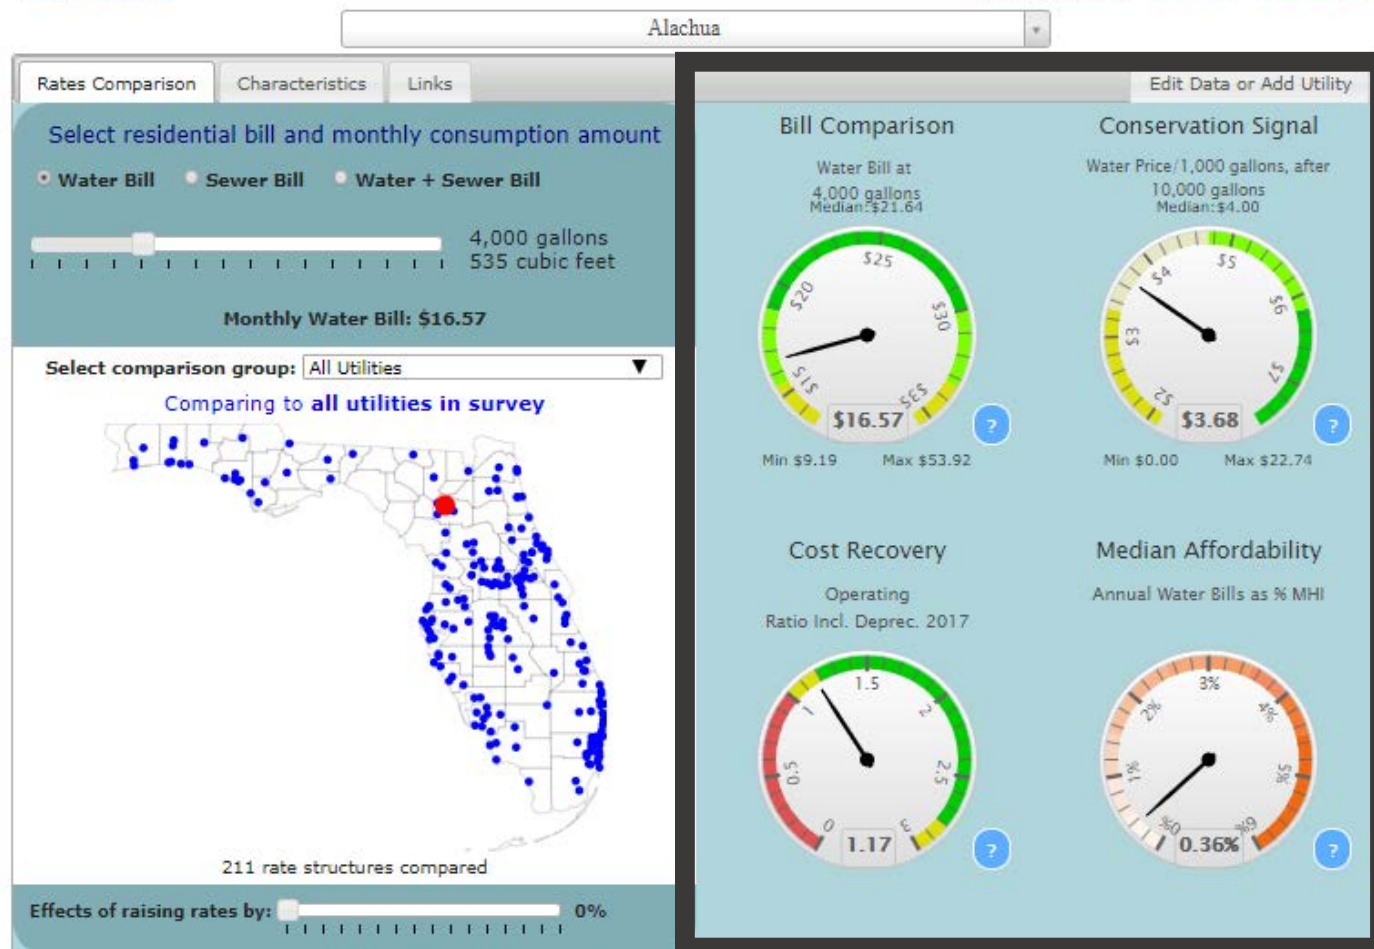 Alachua
Rates Comparison
Characteristics
Links
Select residential bill and monthly consumption amount
Water Bill
Sewer Bill
Water + Sewer Bill
4,000 gallons
535 cubic feet
Monthly Water Bill: $16.57
Select comparison group:
All Utilities
Comparing to all utilities in survey
211 rate structures compared
Effects of raising rates by:
0%
Edit Data or Add Utility
Bill Comparison
Water Bill at
4,000 gallons
Median:$21.64
$15
$20
$25
$30
$35
$16.57
?
Min $9.19
Max $53.92
Conservation Signal
Water Price/1,000 gallons, after
10,000 gallons
Median:$4.00
$2
$3
$4
$5
$6
$7
$3.68
?
Min $0.00
Max $22.74
Cost Recovery
Operating
Ratio Incl. Deprec. 2017
0
0.5
1
1.5
2
2.5
3
1.17
?
Median Affordability
Annual Water Bills as % MHI
0%
1%
2%
3%
4%
5%
6%
0.36%
?